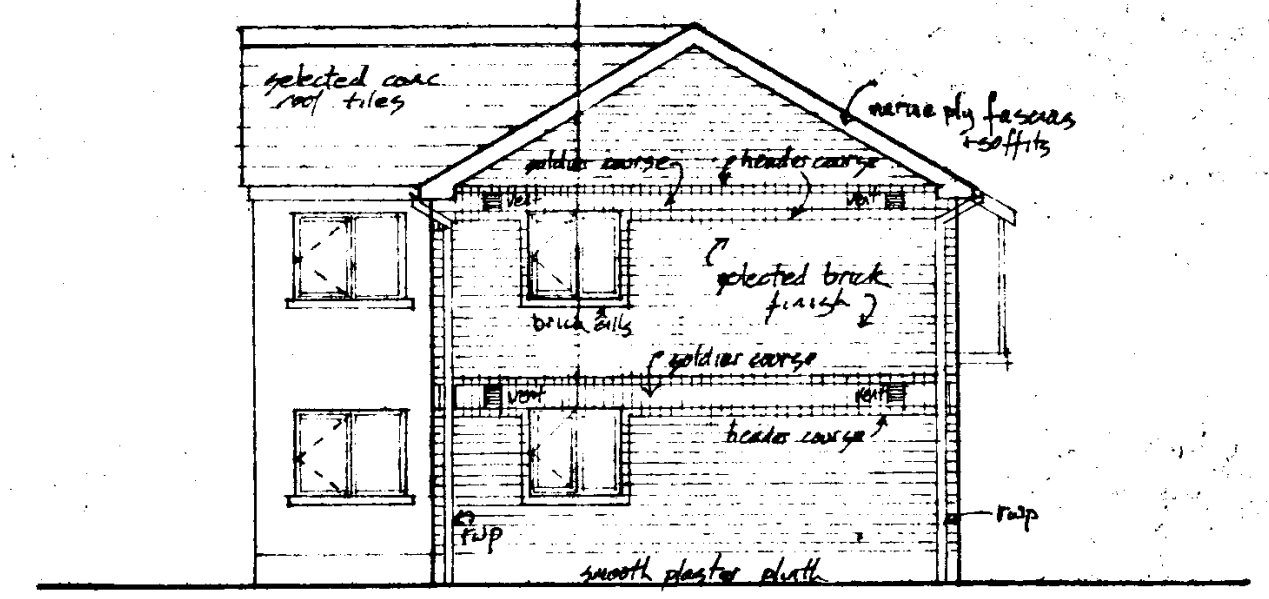 selected conc
roof tiles
marine ply fascias
+ soffits
soldier course
header course
vent
vent
selected brick
finish
brick cills
soldier course
vent
vent
header course
rwp
rwp
smooth plaster plinth